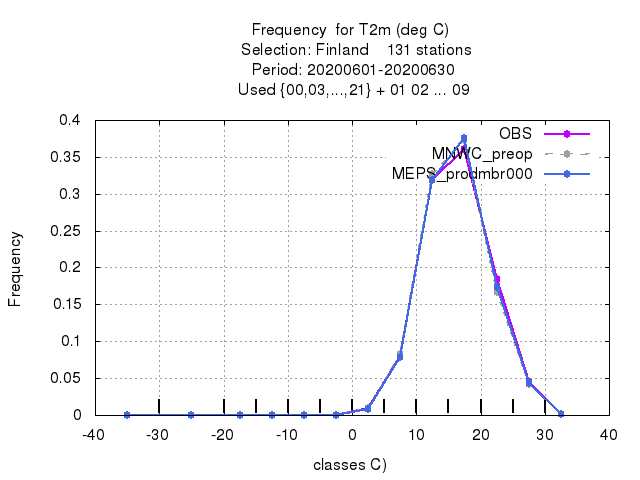 Frequency  for T2m (deg C)
Selection: Finland    131 stations
Period: 20200601-20200630
Used {00,03,...,21} + 01 02 ... 09
Frequency
0.4
0.35
0.3
0.25
0.2
0.15
0.1
0.05
0
-40 -30 -20 -10 0 10 20 30 40
classes C)
OBS
MNWC_preop
MEPS_prodmbr000